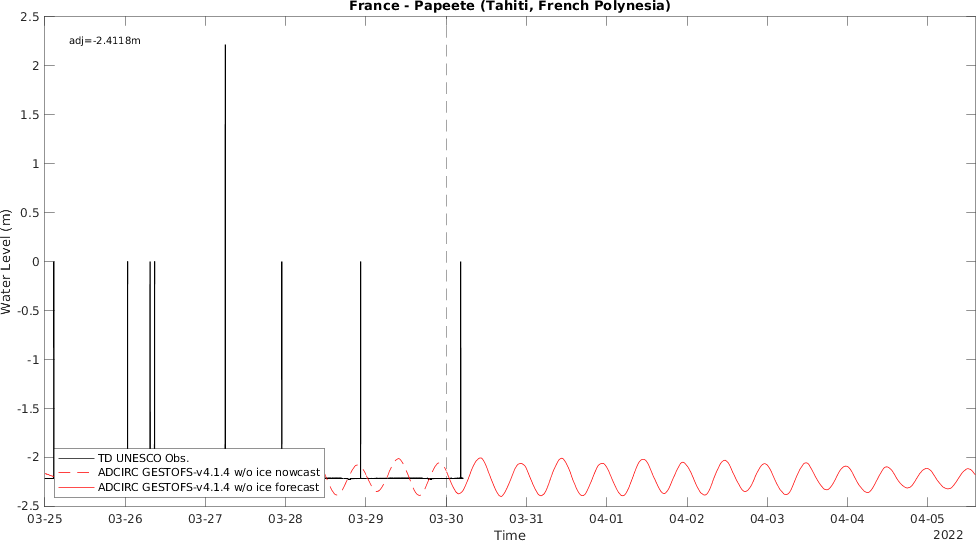 France - Papeete (Tahiti, French Polynesia)
adj=-2.4118m
Water Level (m)
2.5
2
1.5
1
0.5
0
-0.5
-1
-1.5
-2
-2.5
TD UNESCO Obs.
ADCIRC GESTOFS-v4.1.4 w/o ice nowcast
ADCIRC GESTOFS-v4.1.4 w/o ice forecast
03-25 03-26 03-27 03-28 03-29 03-30 03-31 04-01 04-02 04-03 04-04 04-05
Time
2022